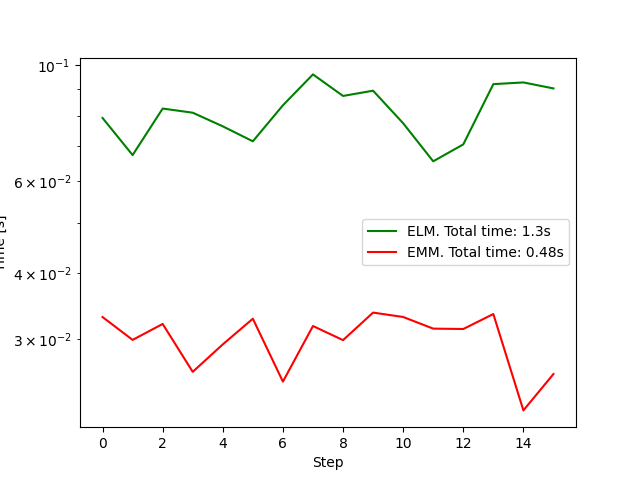 10⁻¹
6 × 10⁻²
4 × 10⁻²
3 × 10⁻²
Time [s]
ELM. Total time: 1.3s
EMM. Total time: 0.48s
0 2 4 6 8 10 12 14
Step